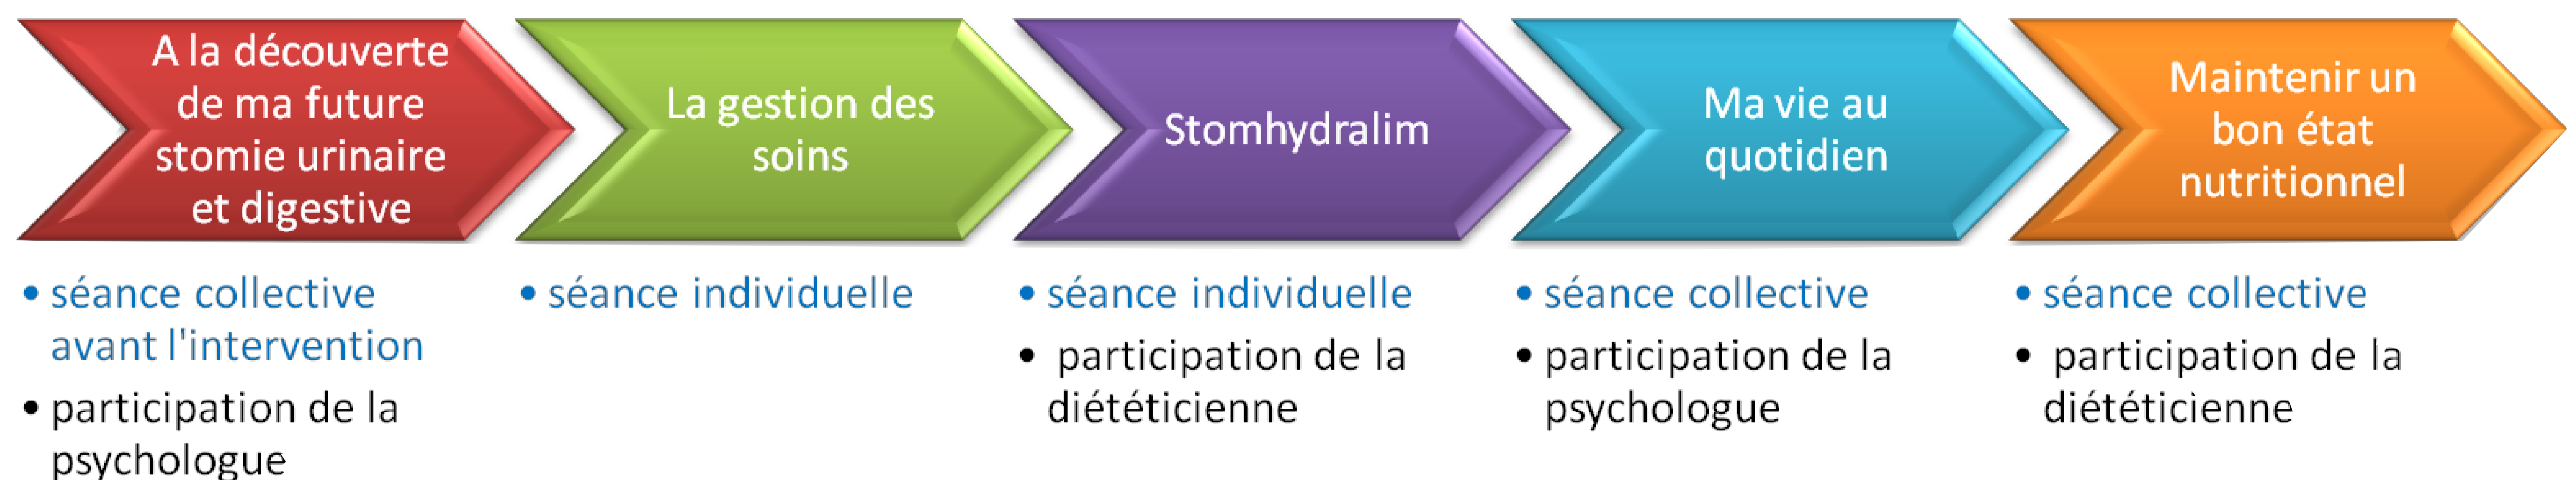 A la découverte
de ma future
stomie urinaire
et digestive
• séance collective
avant l'intervention
• participation de la
psychologue
La gestion des
soins
• séance individuelle
Stomhydralim
• séance individuelle
• participation de la
diététicienne
Ma vie au
quotidien
• séance collective
• participation de la
psychologue
Maintenir un
bon état
nutritionnel
• séance collective
• participation de la
diététicienne